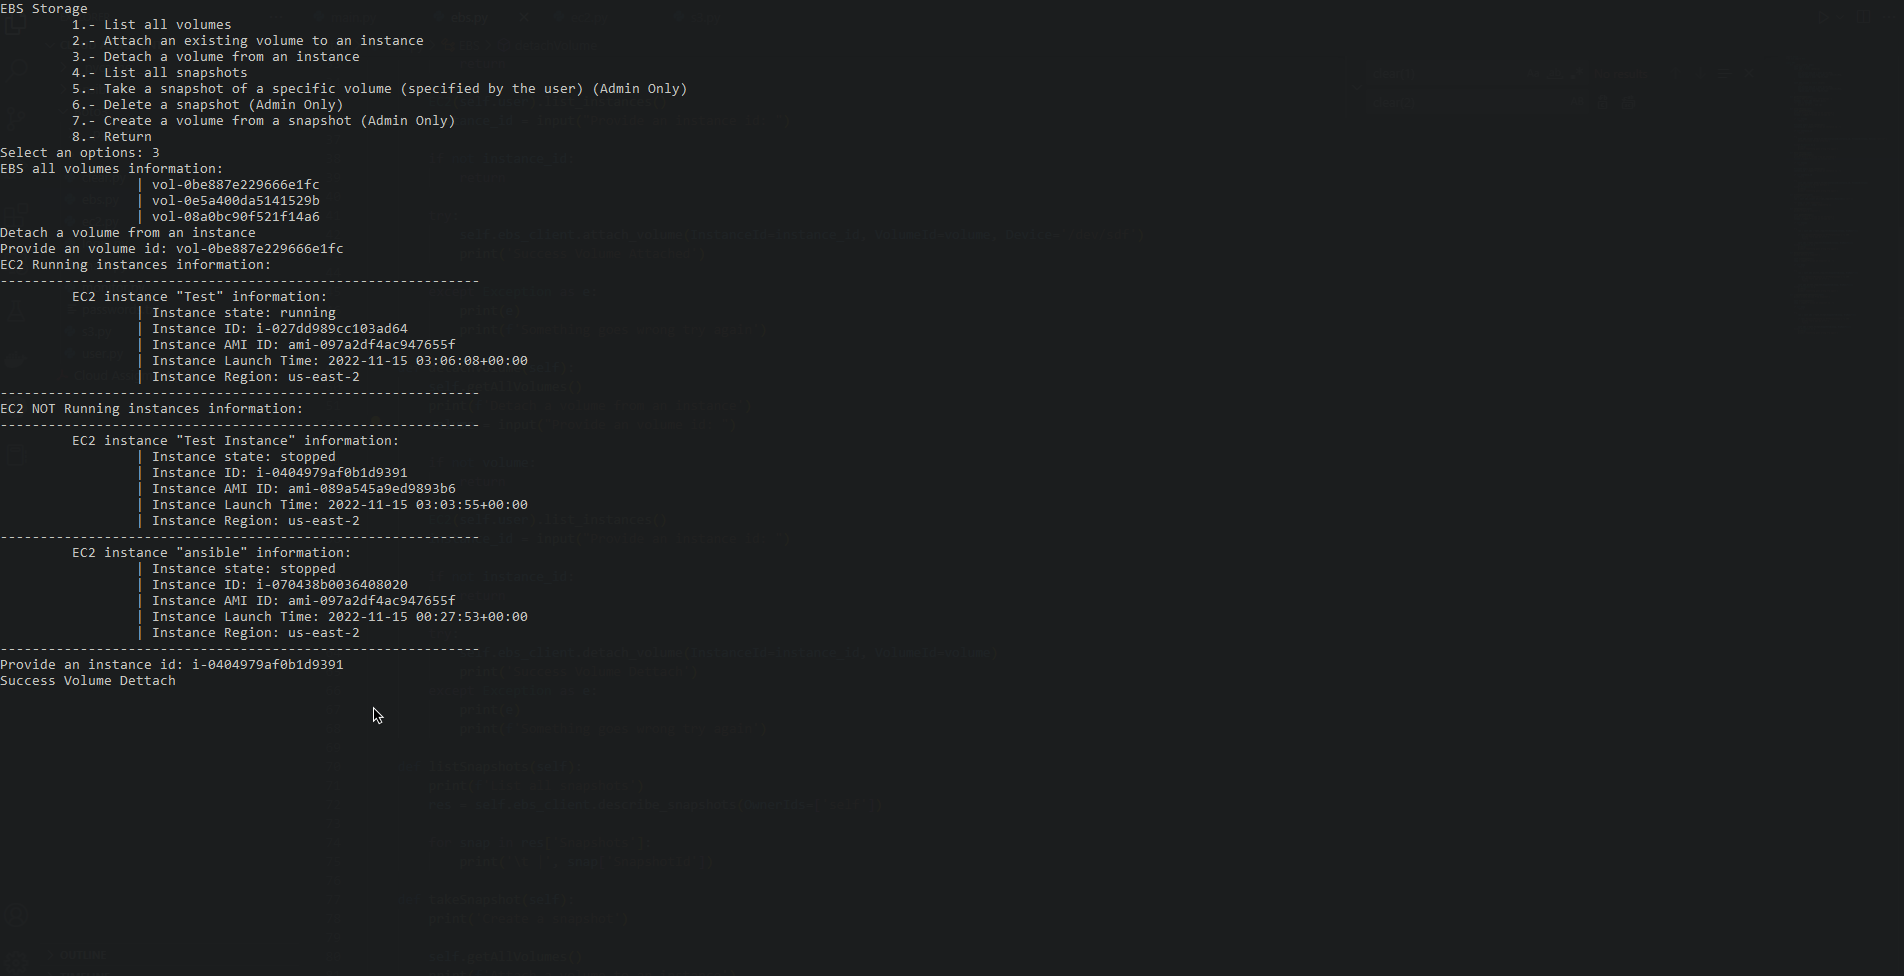 EBS Storage
1.- List all volumes
2.- Attach an existing volume to an instance
3.- Detach a volume from an instance
4.- List all snapshots
5.- Take a snapshot of a specific volume (specified by the user) (Admin Only)
6.- Delete a snapshot (Admin Only)
7.- Create a volume from a snapshot (Admin Only)
8.- Return
Select an options: 3
EBS all volumes information:
| vol-0be887e229666e1fc
| vol-0e5a400da5141529b
| vol-08a0bc90f521f14a6
Detach a volume from an instance
Provide an volume id: vol-0be887e229666e1fc
EC2 Running instances information:
------------------------------------------------------------
EC2 instance "Test" information:
| Instance state: running
| Instance ID: i-027dd989cc103ad64
| Instance AMI ID: ami-097a2df4ac947655f
| Instance Launch Time: 2022-11-15 03:06:08+00:00
| Instance Region: us-east-2
------------------------------------------------------------
EC2 NOT Running instances information:
------------------------------------------------------------
EC2 instance "Test Instance" information:
| Instance state: stopped
| Instance ID: i-0404979af0b1d9391
| Instance AMI ID: ami-089a545a9ed9893b6
| Instance Launch Time: 2022-11-15 03:03:55+00:00
| Instance Region: us-east-2
------------------------------------------------------------
EC2 instance "ansible" information:
| Instance state: stopped
| Instance ID: i-070438b0036408020
| Instance AMI ID: ami-097a2df4ac947655f
| Instance Launch Time: 2022-11-15 00:27:53+00:00
| Instance Region: us-east-2
------------------------------------------------------------
Provide an instance id: i-0404979af0b1d9391
Success Volume Dettach